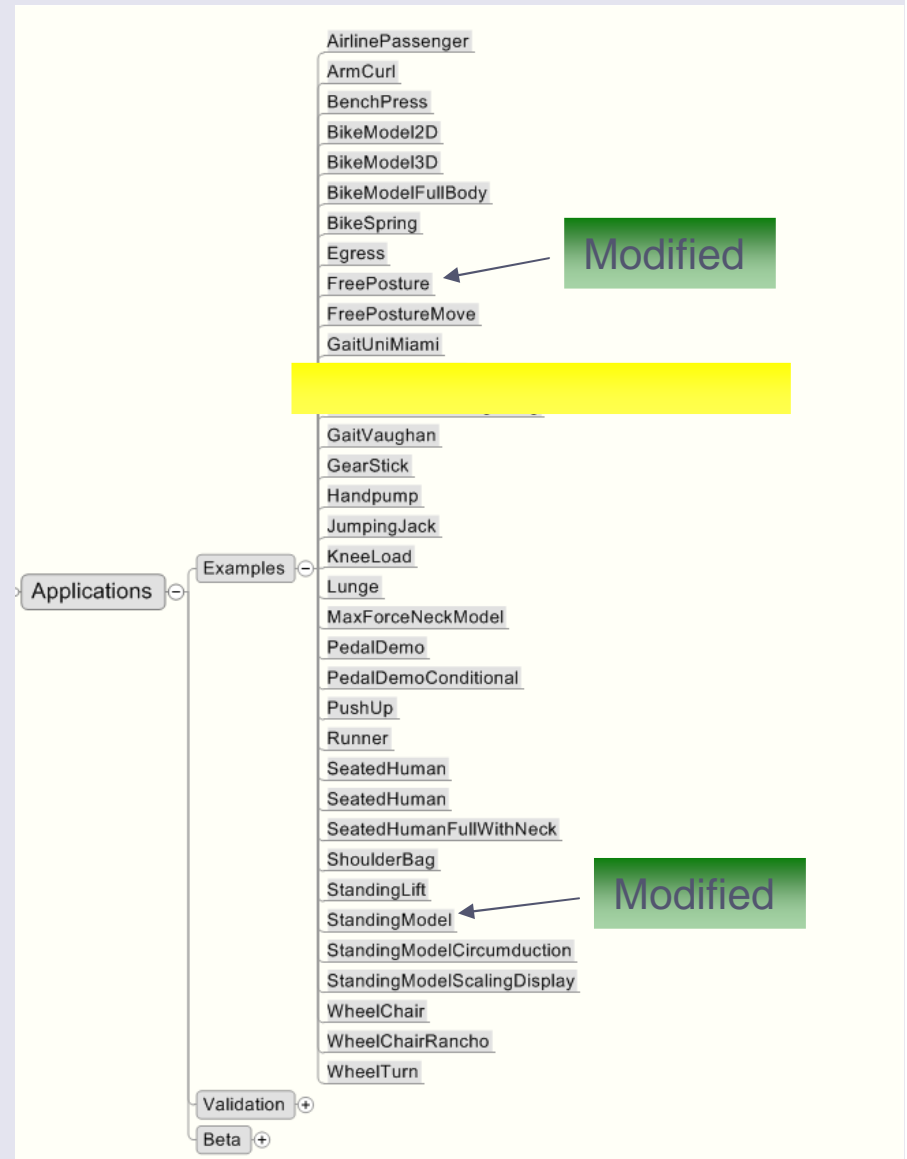 AirlinePassenger
ArmCurl
BenchPress
BikeModel2D
BikeModel3D
BikeModelFullBody
BikeSpring
Egress
Modified
FreePosture
FreePostureMove
GaitUniMiami
GaitVaughan
GearStick
Handpump
JumpingJack
Examples
KneeLoad
Applications
Lunge
MaxForceNeckModel
PedalDemo
PedalDemoConditional
PushUp
Runner
SeatedHuman
SeatedHuman
SeatedHumanFullWithNeck
ShoulderBag
StandingLift
Modified
StandingModel
StandingModelCircumduction
StandingModelScalingDisplay
WheelChair
WheelChairRancho
WheelTurn
Validation
Beta